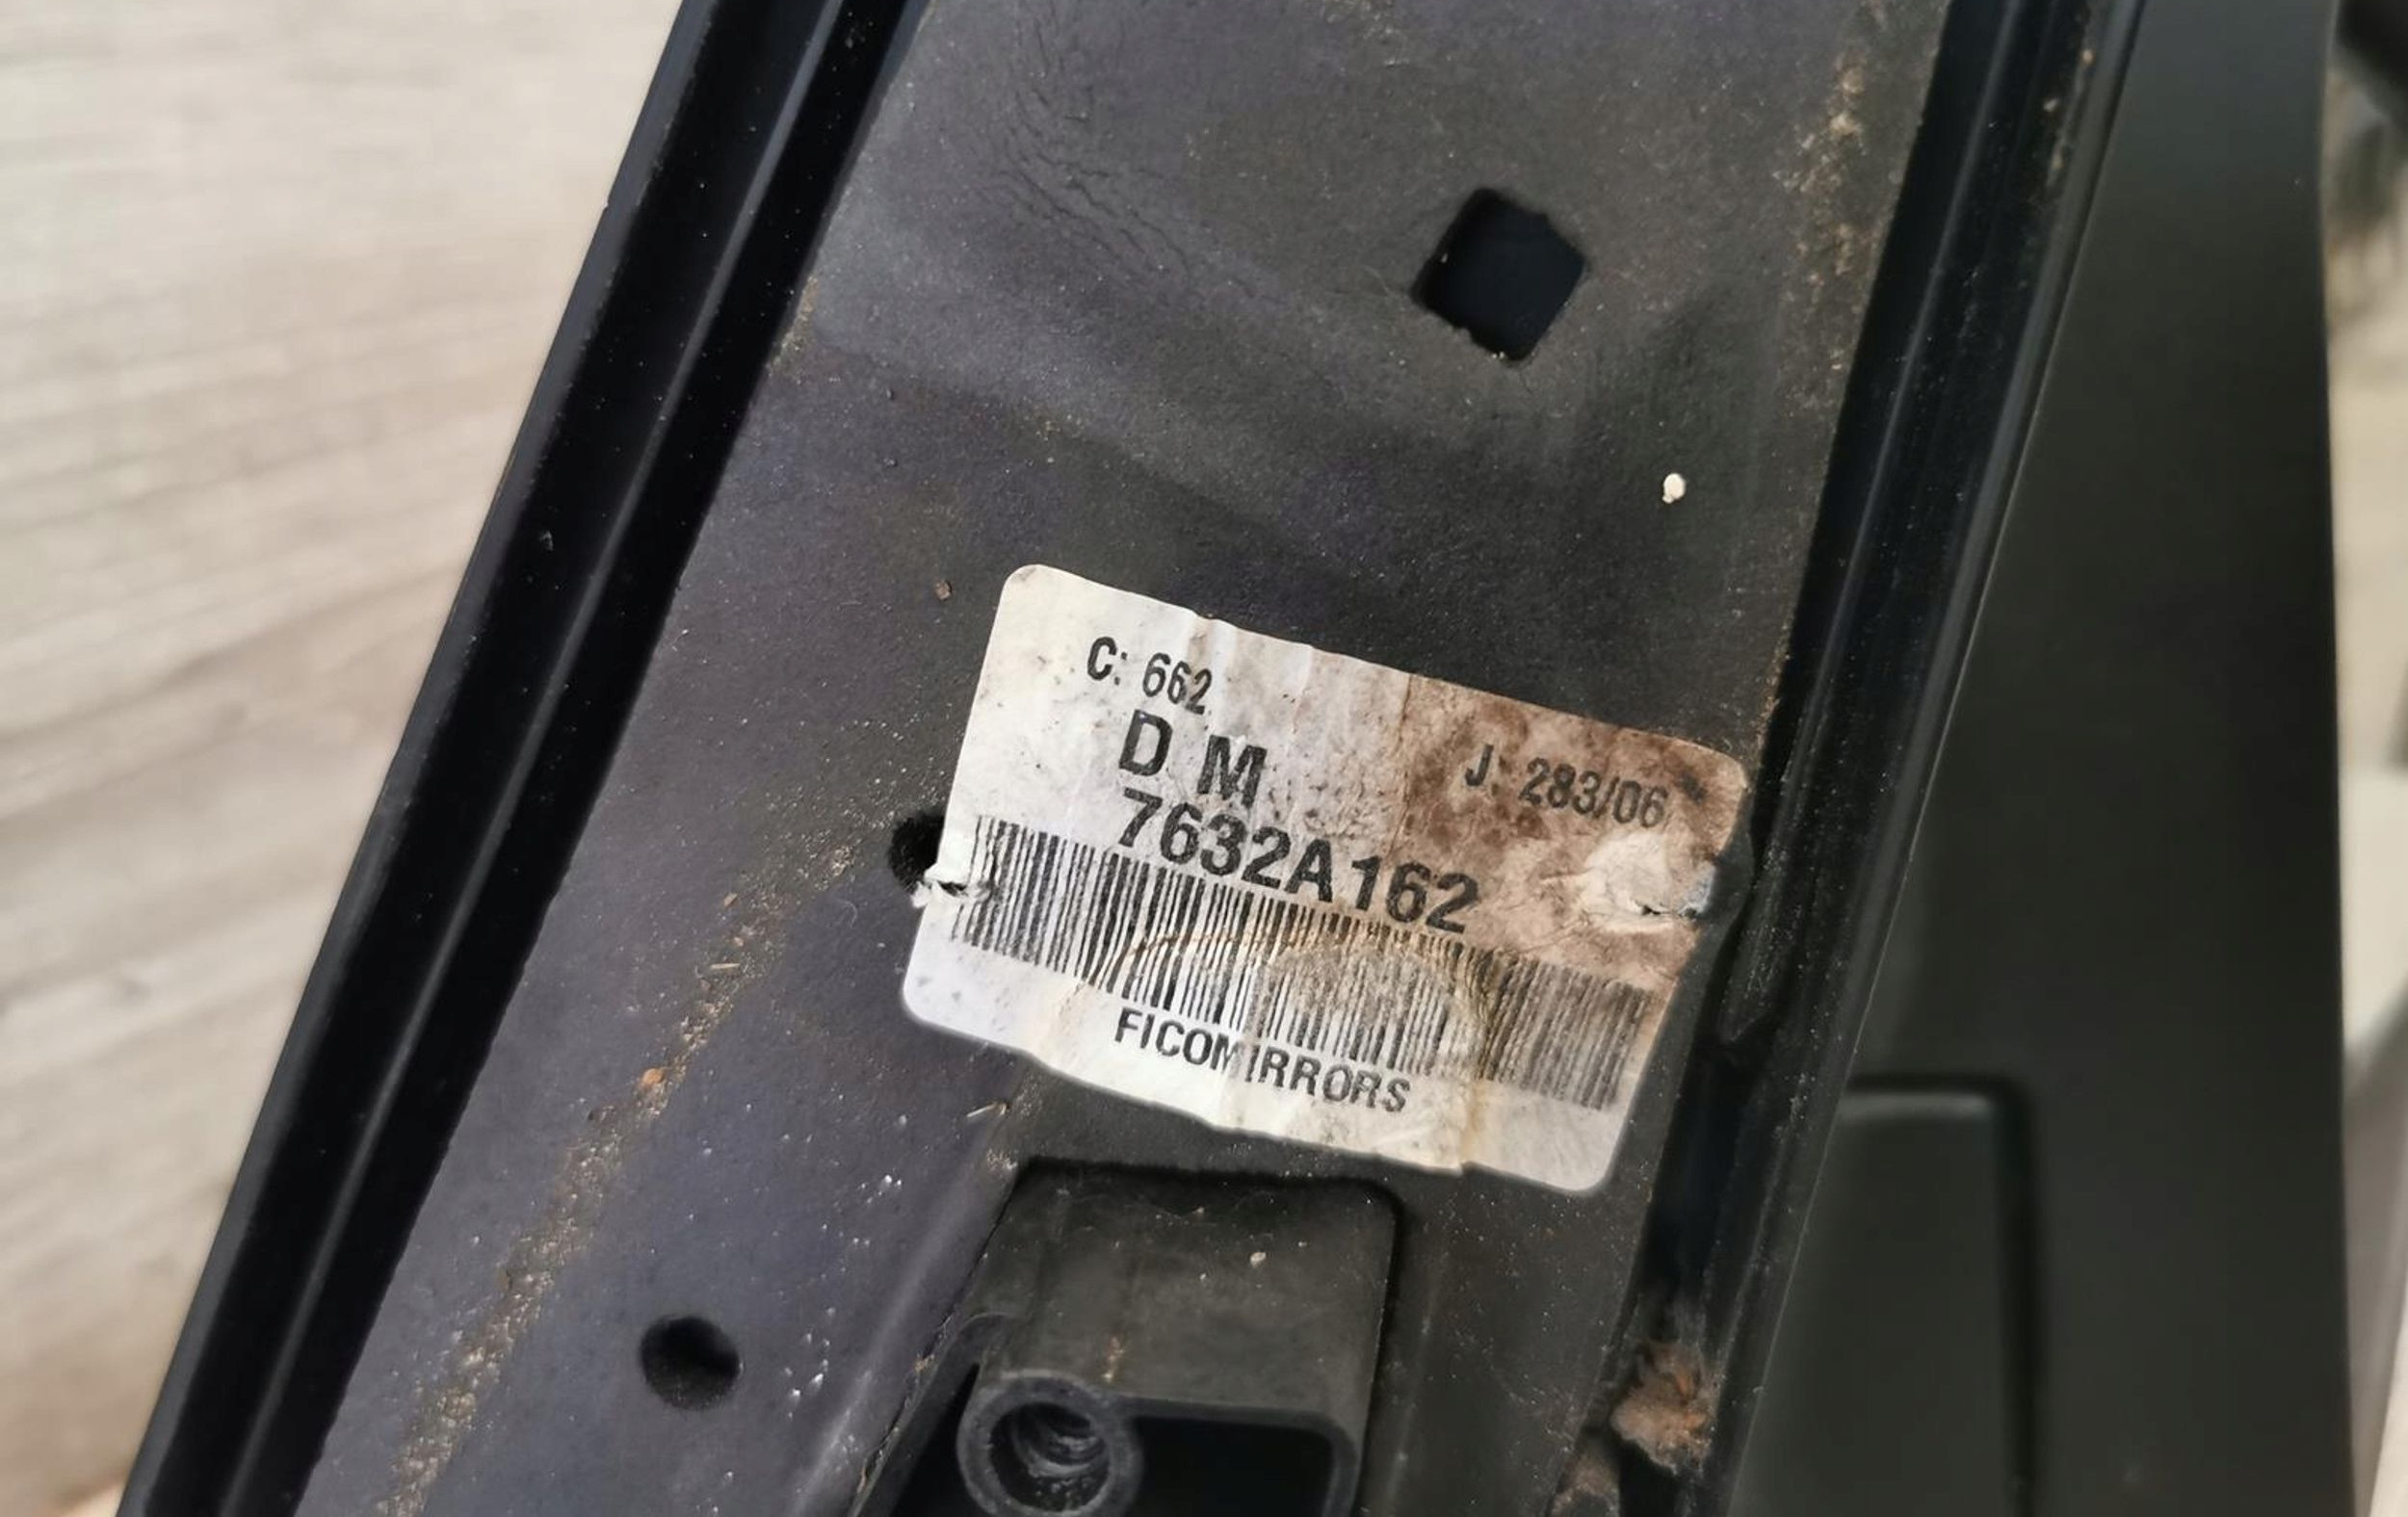 C: 662
D M
J: 283/06
7632A162
FICOMIRRORS